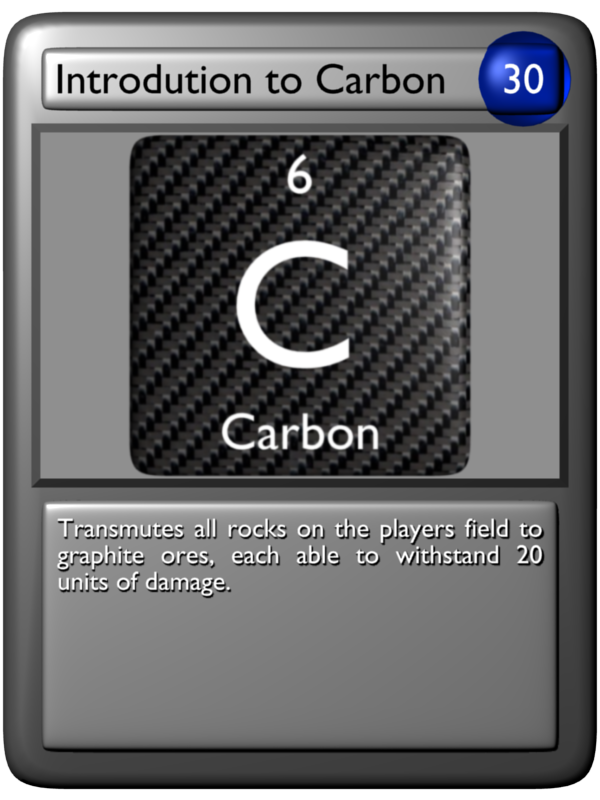 Introdution to Carbon
30
6
C
Carbon
Transmutes all rocks on the players field to
graphite ores, each able to withstand 20
units of damage.